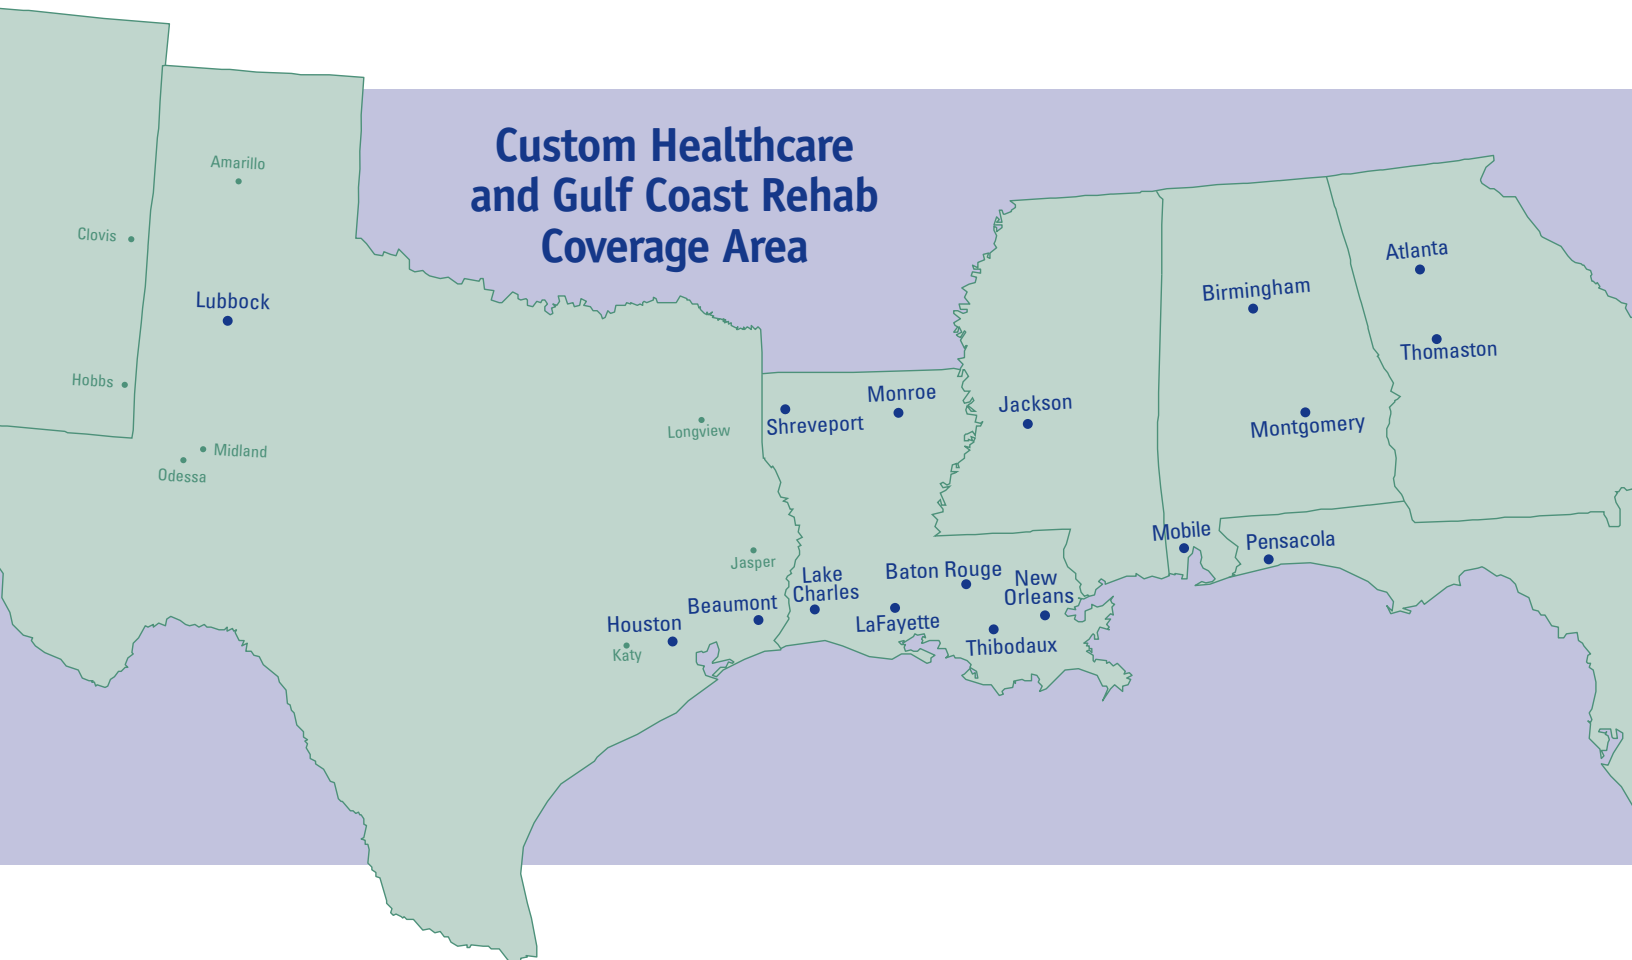 Custom Healthcare
and Gulf Coast Rehab
Coverage Area
Amarillo
Clovis
Lubbock
Hobbs
Midland
Odessa
Longview
Jasper
Houston
Katy
Beaumont
Shreveport
Monroe
Lake
Charles
Baton Rouge
LaFayette
New
Orleans
Thibodaux
Jackson
Birmingham
Montgomery
Mobile
Pensacola
Atlanta
Thomaston